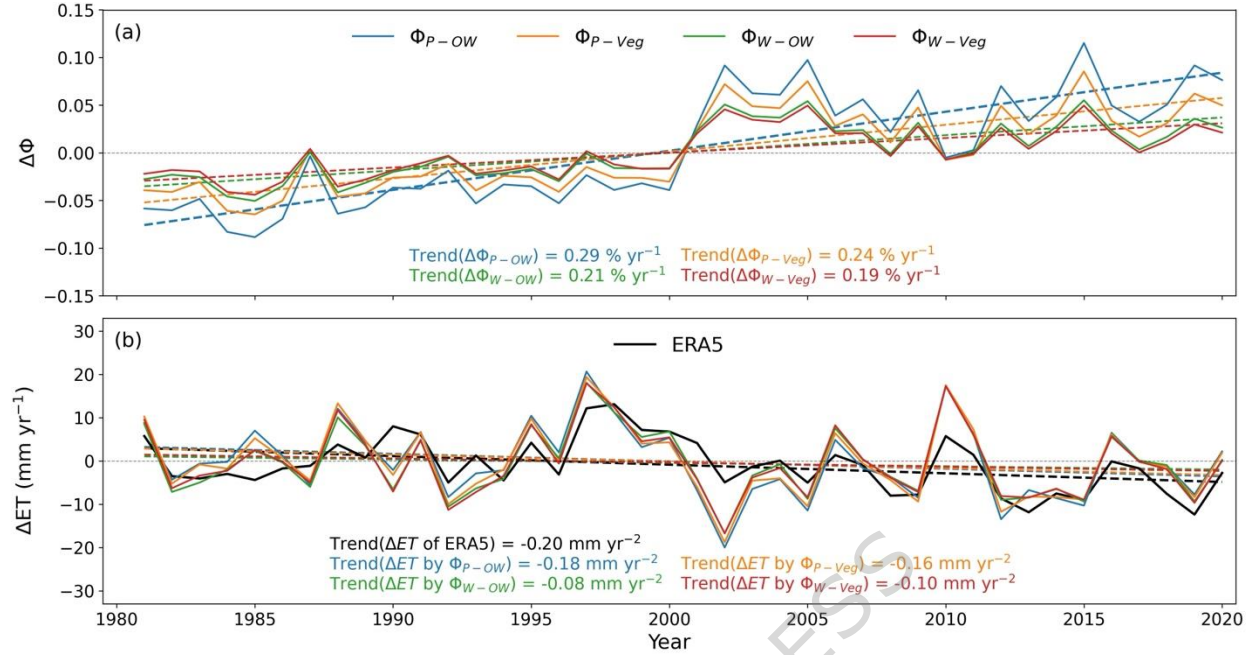 (a)
Φ_{P−OW} Φ_{P−Veg} Φ_{W−OW} Φ_{W−Veg}
0.15
0.10
0.05
0.00
−0.05
−0.10
−0.15
ΔΦ
Trend(ΔΦ_{P−OW}) = 0.29 % yr⁻¹ Trend(ΔΦ_{P−Veg}) = 0.24 % yr⁻¹
Trend(ΔΦ_{W−OW}) = 0.21 % yr⁻¹ Trend(ΔΦ_{W−Veg}) = 0.19 % yr⁻¹
(b)
ERA5
30
20
10
0
−10
−20
−30
ΔET (mm yr⁻¹)
Trend(ΔET of ERA5) = -0.20 mm yr⁻²
Trend(ΔET by Φ_{P−OW}) = -0.18 mm yr⁻² Trend(ΔET by Φ_{P−Veg}) = -0.16 mm yr⁻²
Trend(ΔET by Φ_{W−OW}) = -0.08 mm yr⁻² Trend(ΔET by Φ_{W−Veg}) = -0.10 mm yr⁻²
1980 1985 1990 1995 2000 2005 2010 2015 2020
Year
ESS